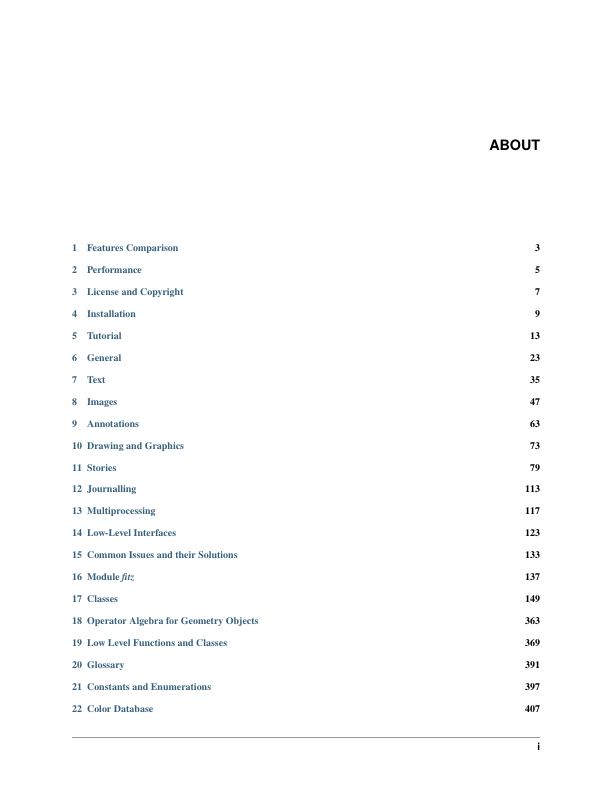 ABOUT
1 Features Comparison 3
2 Performance 5
3 License and Copyright 7
4 Installation 9
5 Tutorial 13
6 General 23
7 Text 35
8 Images 47
9 Annotations 63
10 Drawing and Graphics 73
11 Stories 79
12 Journalling 113
13 Multiprocessing 117
14 Low-Level Interfaces 123
15 Common Issues and their Solutions 133
16 Module fitz 137
17 Classes 149
18 Operator Algebra for Geometry Objects 363
19 Low Level Functions and Classes 369
20 Glossary 391
21 Constants and Enumerations 397
22 Color Database 407
i